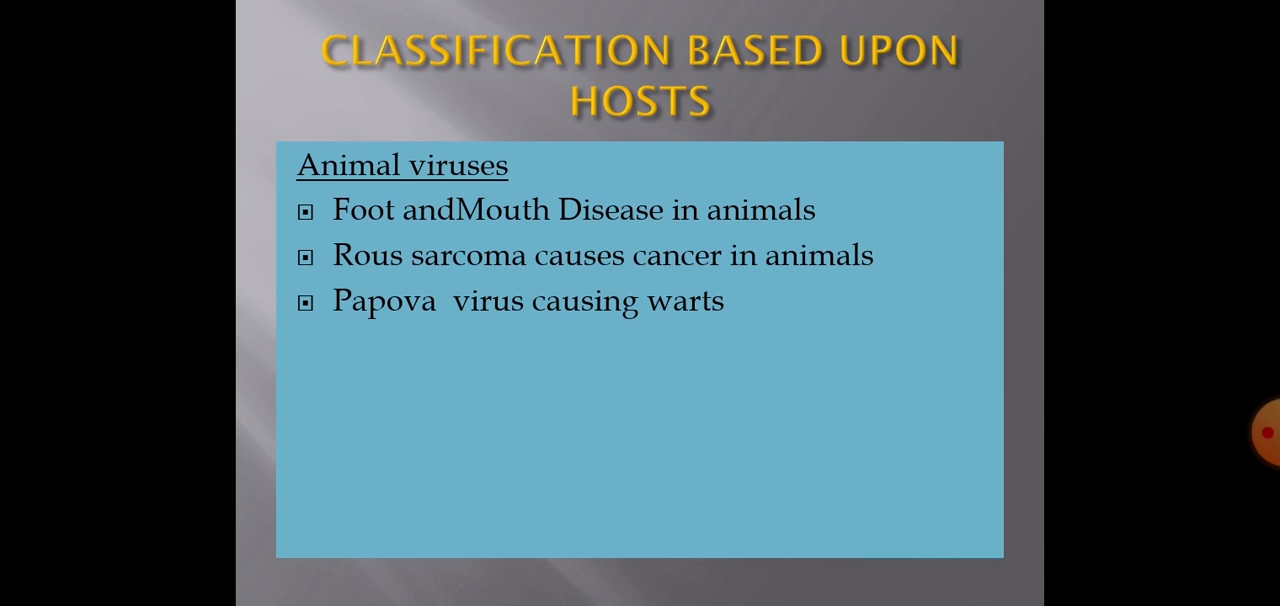 CLASSIFICATION BASED UPON
HOSTS
Animal viruses
Foot andMouth Disease in animals
Rous sarcoma causes cancer in animals
Papova  virus causing warts